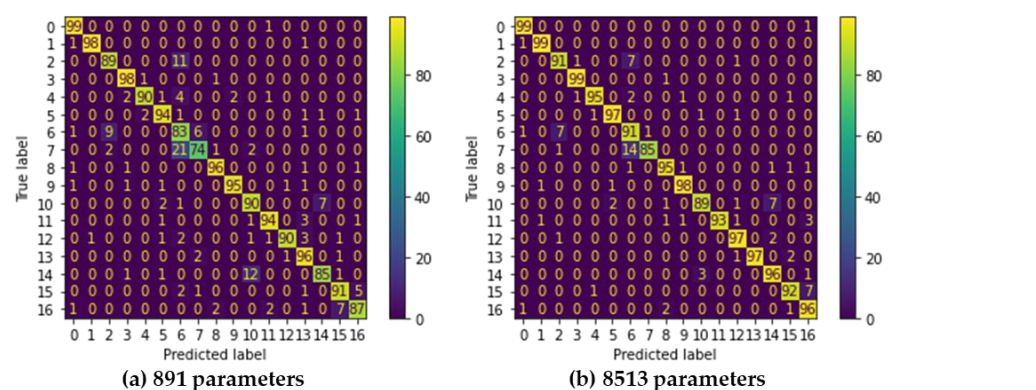 0 99 0 0 0 0 0 0 0 0 0 0 1 0 0 0 0 0
1 1 98 0 0 0 0 0 0 0 0 0 0 0 1 0 0 0
2 0 0 89 0 0 0 11 0 0 0 0 0 0 0 0 0 0
3 0 0 0 98 1 0 0 0 1 0 0 0 0 0 0 0 0
4 0 0 0 2 90 1 4 0 0 2 0 1 0 0 0 0 0
5 0 0 0 0 2 94 1 0 0 0 0 0 0 1 1 0 1
6 1 0 9 0 0 0 83 6 0 0 0 0 0 0 0 0 0
7 0 0 2 0 0 0 21 74 1 0 2 0 0 0 0 0 0
8 1 0 0 0 0 0 0 0 96 0 0 0 0 1 0 0 1
9 1 0 0 0 0 1 0 0 0 95 0 0 1 1 0 0 0
10 0 0 0 0 0 2 1 0 0 0 90 0 0 0 7 0 0
11 0 0 0 0 0 1 0 0 0 0 1 94 0 3 0 0 1
12 0 1 0 0 0 1 2 0 0 0 1 1 90 3 0 1 0
13 0 0 0 0 0 0 0 2 0 0 0 0 1 96 0 1 0
14 0 0 0 1 0 1 0 0 0 0 12 0 0 0 85 1 0
15 0 0 0 0 0 0 2 1 0 0 0 0 0 1 0 91 5
16 1 0 0 0 0 0 0 0 2 0 0 2 0 1 0 7 87
0 1 2 3 4 5 6 7 8 9 10 11 12 13 14 15 16
True label
Predicted label
80
60
40
20
0
(a) 891 parameters
0 99 0 0 0 0 0 0 0 0 0 0 0 0 0 0 0 1
1 1 99 0 0 0 0 0 0 0 0 0 0 0 0 0 0 0
2 0 0 91 1 0 0 7 0 0 0 0 0 1 0 0 0 0
3 0 0 0 99 0 0 0 0 1 0 0 0 0 0 0 0 0
4 0 0 0 1 95 0 2 0 0 1 0 0 0 0 0 1 0
5 0 0 0 0 1 97 0 0 0 0 1 0 0 0 1 0 0
6 1 0 7 0 0 0 91 1 0 0 0 0 0 0 0 0 0
7 0 0 1 0 0 0 14 85 0 0 0 0 0 0 0 0 0
8 1 0 0 0 0 0 0 0 95 1 0 0 0 0 1 1 1
9 0 1 0 0 0 1 0 0 0 98 0 0 0 0 0 0 0
10 0 0 0 0 0 2 0 0 1 1 89 0 0 0 7 0 0
11 0 1 0 0 0 1 0 0 0 0 1 93 1 0 0 0 3
12 0 0 1 0 0 0 0 0 0 0 0 0 97 0 2 0 0
13 0 0 0 0 0 0 0 0 0 0 0 0 1 97 0 2 0
14 0 0 0 0 0 0 0 0 0 0 3 0 0 0 96 0 1
15 0 0 0 0 1 0 0 0 0 0 0 0 0 0 0 92 7
16 1 0 0 0 0 0 0 0 2 0 0 0 0 0 0 1 96
0 1 2 3 4 5 6 7 8 9 10 11 12 13 14 15 16
True label
Predicted label
80
60
40
20
0
(b) 8513 parameters